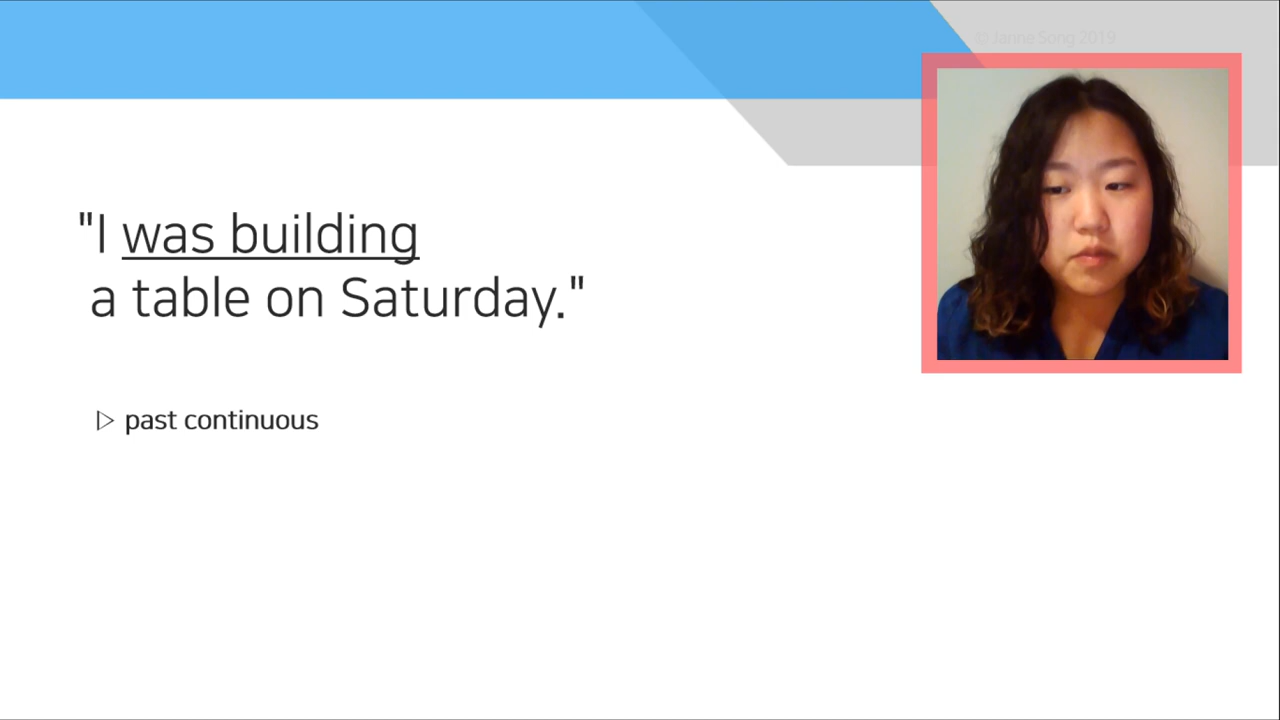 © Janne Song 2019
"I was building
a table on Saturday."
▷ past continuous